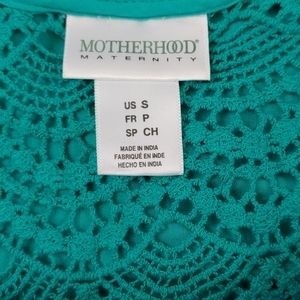 MOTHERHOOD
MATERNITY
US S
FR P
SP CH
MADE IN INDIA
FABRIQUÉ EN INDE
HECHO EN INDIA